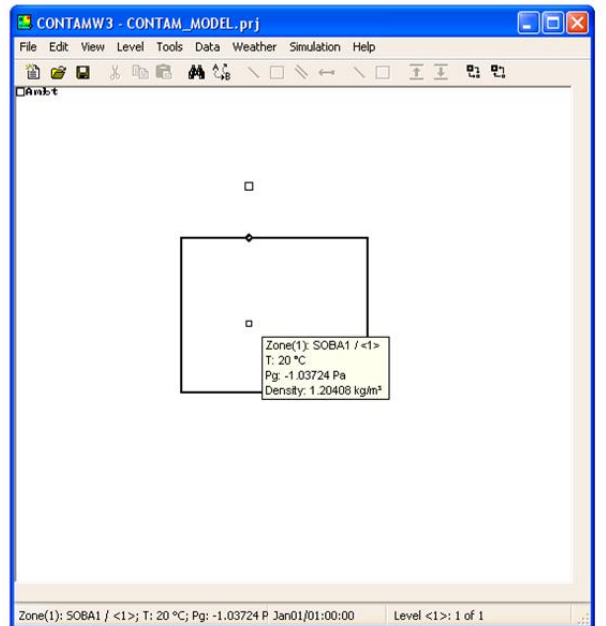 CONTAMW3 - CONTAM_MODEL.prj
File Edit View Level Tools Data Weather Simulation Help
Ambt
Zone(1): SOBA1 / <1>
T: 20 °C
Pg: -1.03724 Pa
Density: 1.20408 kg/m³
Zone(1): SOBA1 / <1>; T: 20 °C; Pg: -1.03724 P Jan01/01:00:00 Level <1>: 1 of 1